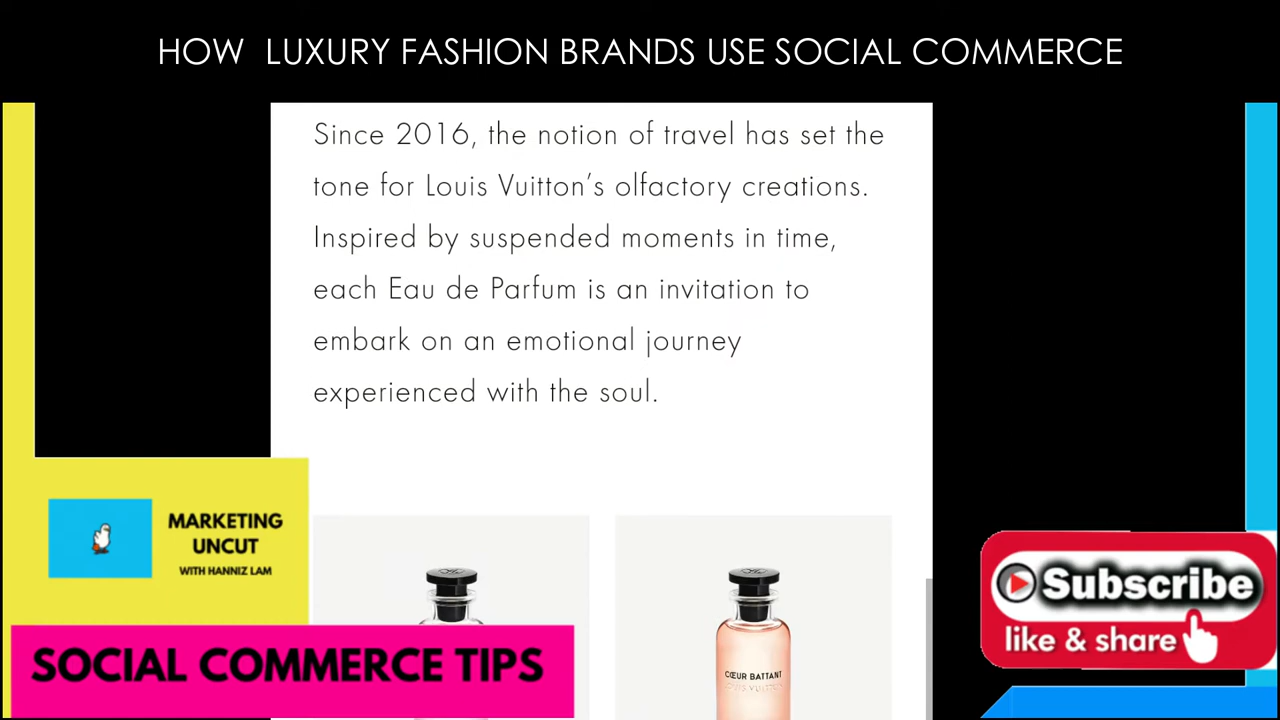 HOW LUXURY FASHION BRANDS USE SOCIAL COMMERCE
Since 2016, the notion of travel has set the
tone for Louis Vuitton’s olfactory creations.
Inspired by suspended moments in time,
each Eau de Parfum is an invitation to
embark on an emotional journey
experienced with the soul.
MARKETING
UNCUT
WITH HANNIZ LAM
SOCIAL COMMERCE TIPS
CŒUR BATTANT
LOUIS VUITTON
Subscribe
like & share